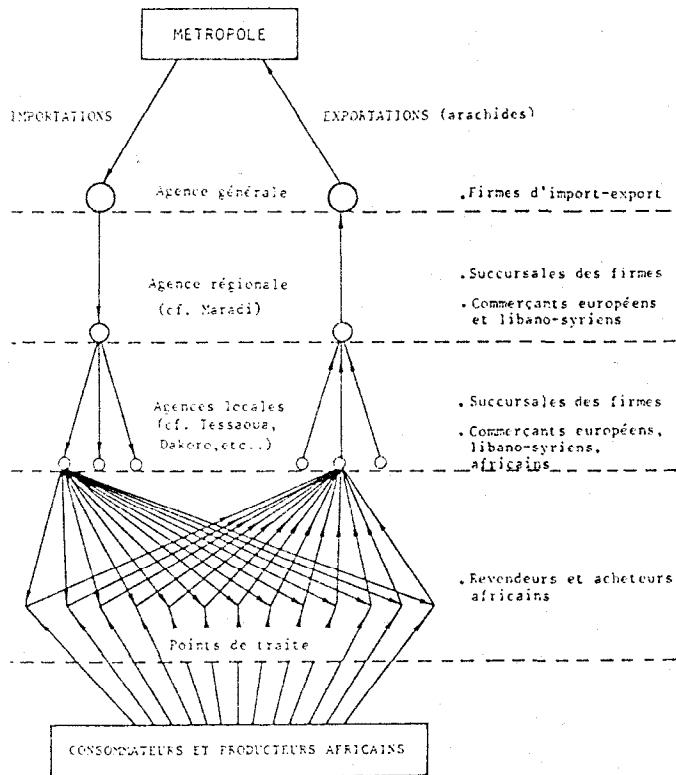 METROPOLE
IMPORTATIONS
EXPORTATIONS (arachides)
Agence générale
. Firmes d'import-export
Agence régionale
(cf. Maradi)
. Succursales des firmes
. Commerçants européens
et libano-syriens
Agences locales
(cf. Tessaoua,
Dakoro,etc..)
. Succursales des firmes
. Commerçants européens,
libano-syriens,
africains
. Revendeurs et acheteurs
africains
Points de traite
CONSOMMATEURS ET PRODUCTEURS AFRICAINS